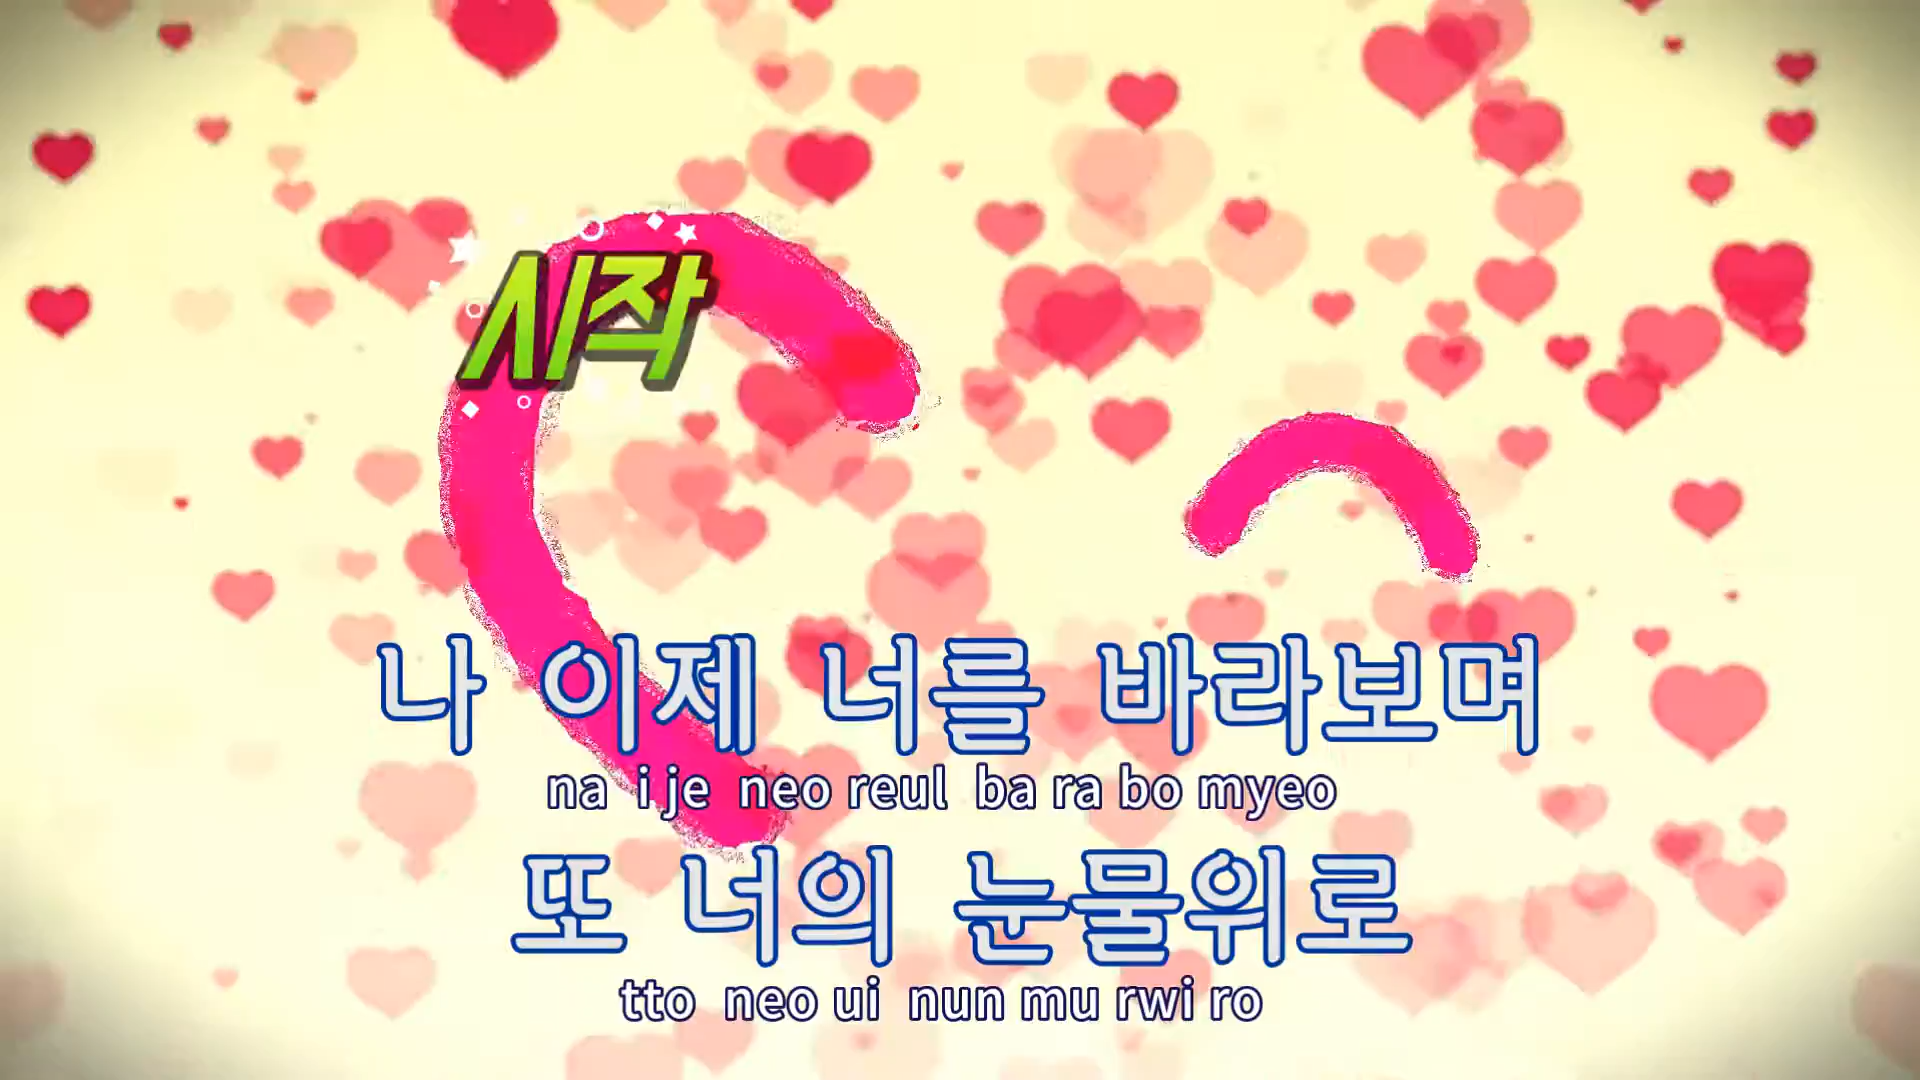 시작
나 이제 너를 바라보며
na i je neo reul ba ra bo myeo
또 너의 눈물위로
tto neo ui nun mu rwi ro